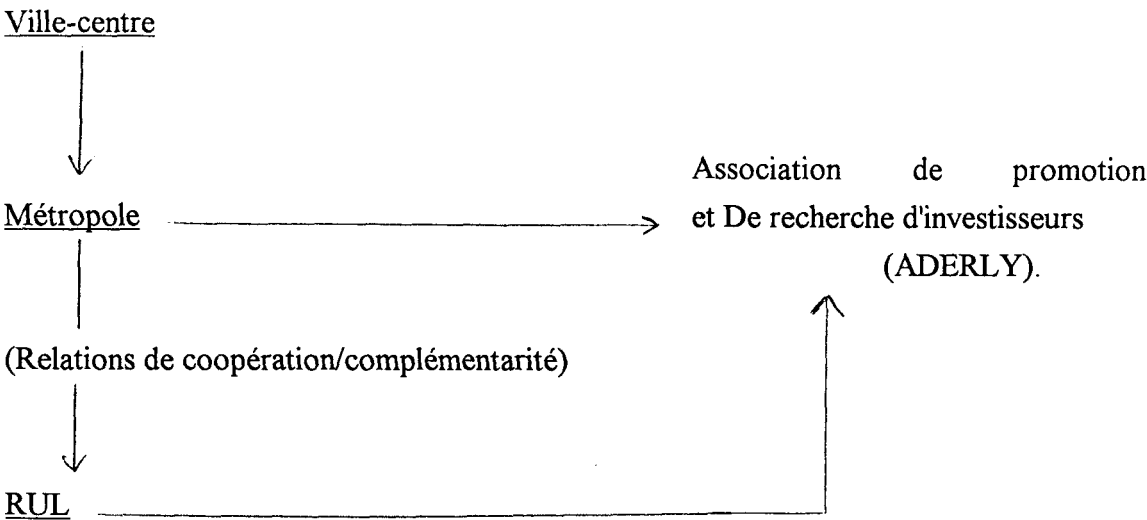 Ville-centre
Métropole
Association de promotion
et De recherche d'investisseurs
(ADERLY).
(Relations de coopération/complémentarité)
RUL